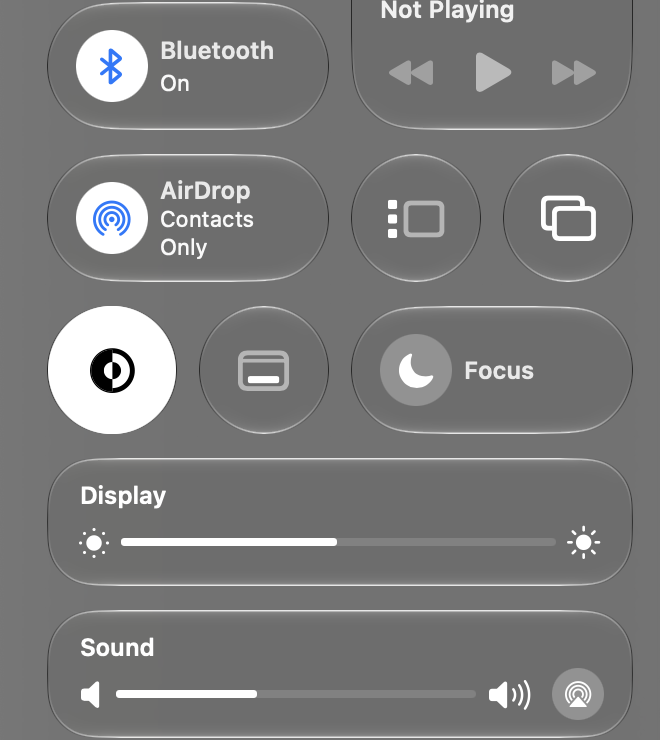 Not Playing
Bluetooth
On
AirDrop
Contacts
Only
Focus
Display
Sound